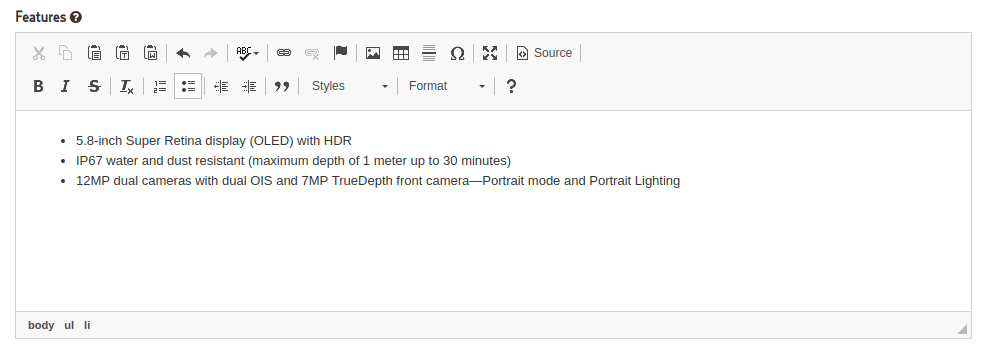 Features ?
ABC Ω Source
B I S Tx Styles Format ?
• 5.8-inch Super Retina display (OLED) with HDR
• IP67 water and dust resistant (maximum depth of 1 meter up to 30 minutes)
• 12MP dual cameras with dual OIS and 7MP TrueDepth front camera—Portrait mode and Portrait Lighting
body ul li